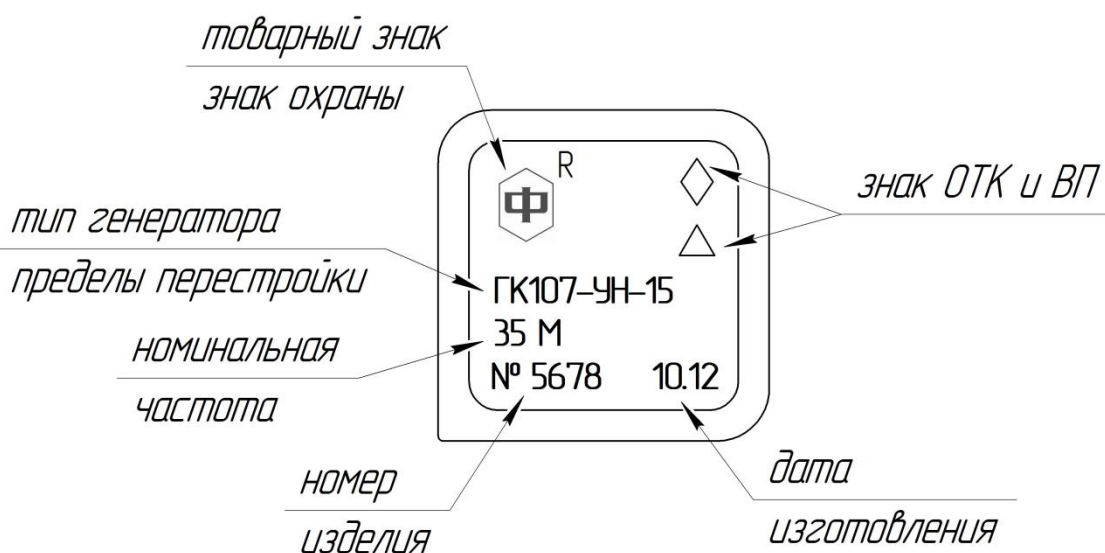 товарный знак
знак охраны
R
Ф
знак ОТК и ВП
тип генератора
пределы перестройки
ГК107-УН-15
35 М
номинальная
частота
№ 5678 10.12
номер
изделия
дата
изготовления